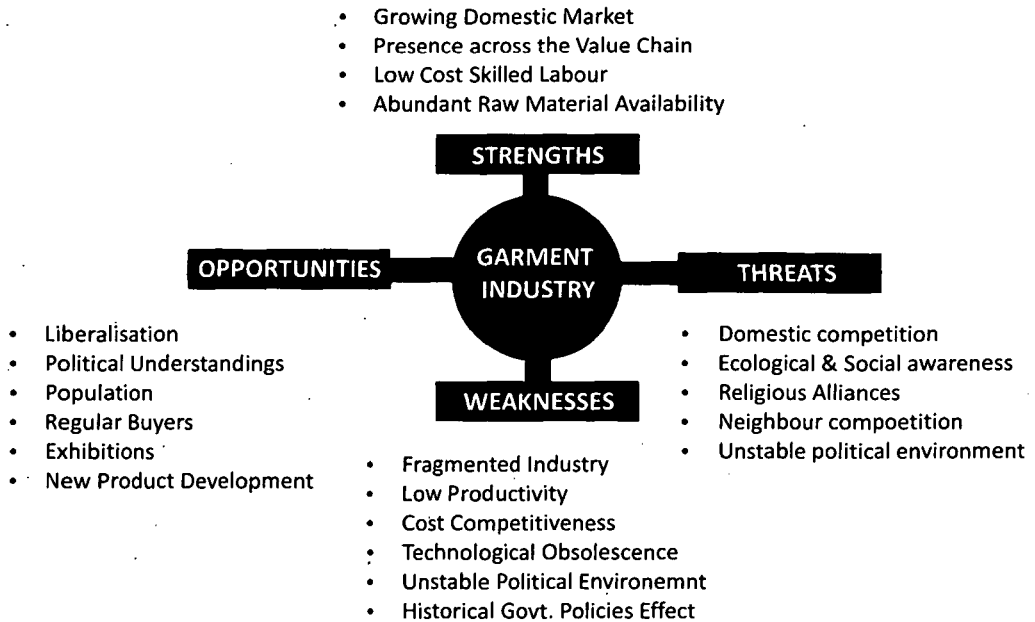 • Growing Domestic Market
• Presence across the Value Chain
• Low Cost Skilled Labour
• Abundant Raw Material Availability
STRENGTHS
OPPORTUNITIES
GARMENT
INDUSTRY
THREATS
• Liberalisation
• Political Understandings
• Population
• Regular Buyers
• Exhibitions
• New Product Development
• Domestic competition
• Ecological & Social awareness
• Religious Alliances
• Neighbour compoetition
• Unstable political environment
WEAKNESSES
• Fragmented Industry
• Low Productivity
• Cost Competitiveness
• Technological Obsolescence
• Unstable Political Environemnt
• Historical Govt. Policies Effect